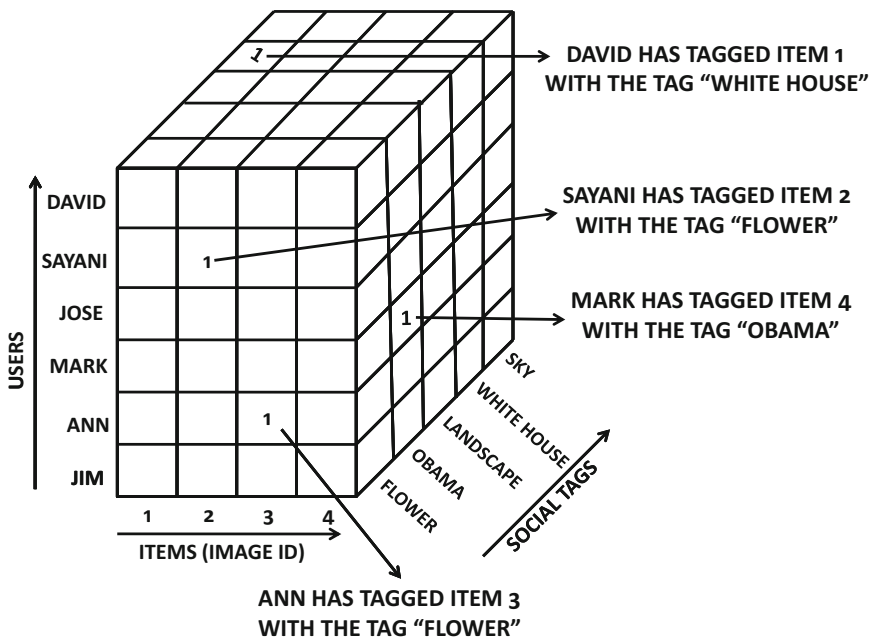 1
DAVID HAS TAGGED ITEM 1
WITH THE TAG “WHITE HOUSE”
USERS
DAVID
SAYANI
JOSE
MARK
ANN
JIM
1
SAYANI HAS TAGGED ITEM 2
WITH THE TAG “FLOWER”
1
MARK HAS TAGGED ITEM 4
WITH THE TAG “OBAMA”
1
SKY
WHITE HOUSE
LANDSCAPE
OBAMA
FLOWER
SOCIAL TAGS
1 2 3 4
ITEMS (IMAGE ID)
ANN HAS TAGGED ITEM 3
WITH THE TAG “FLOWER”